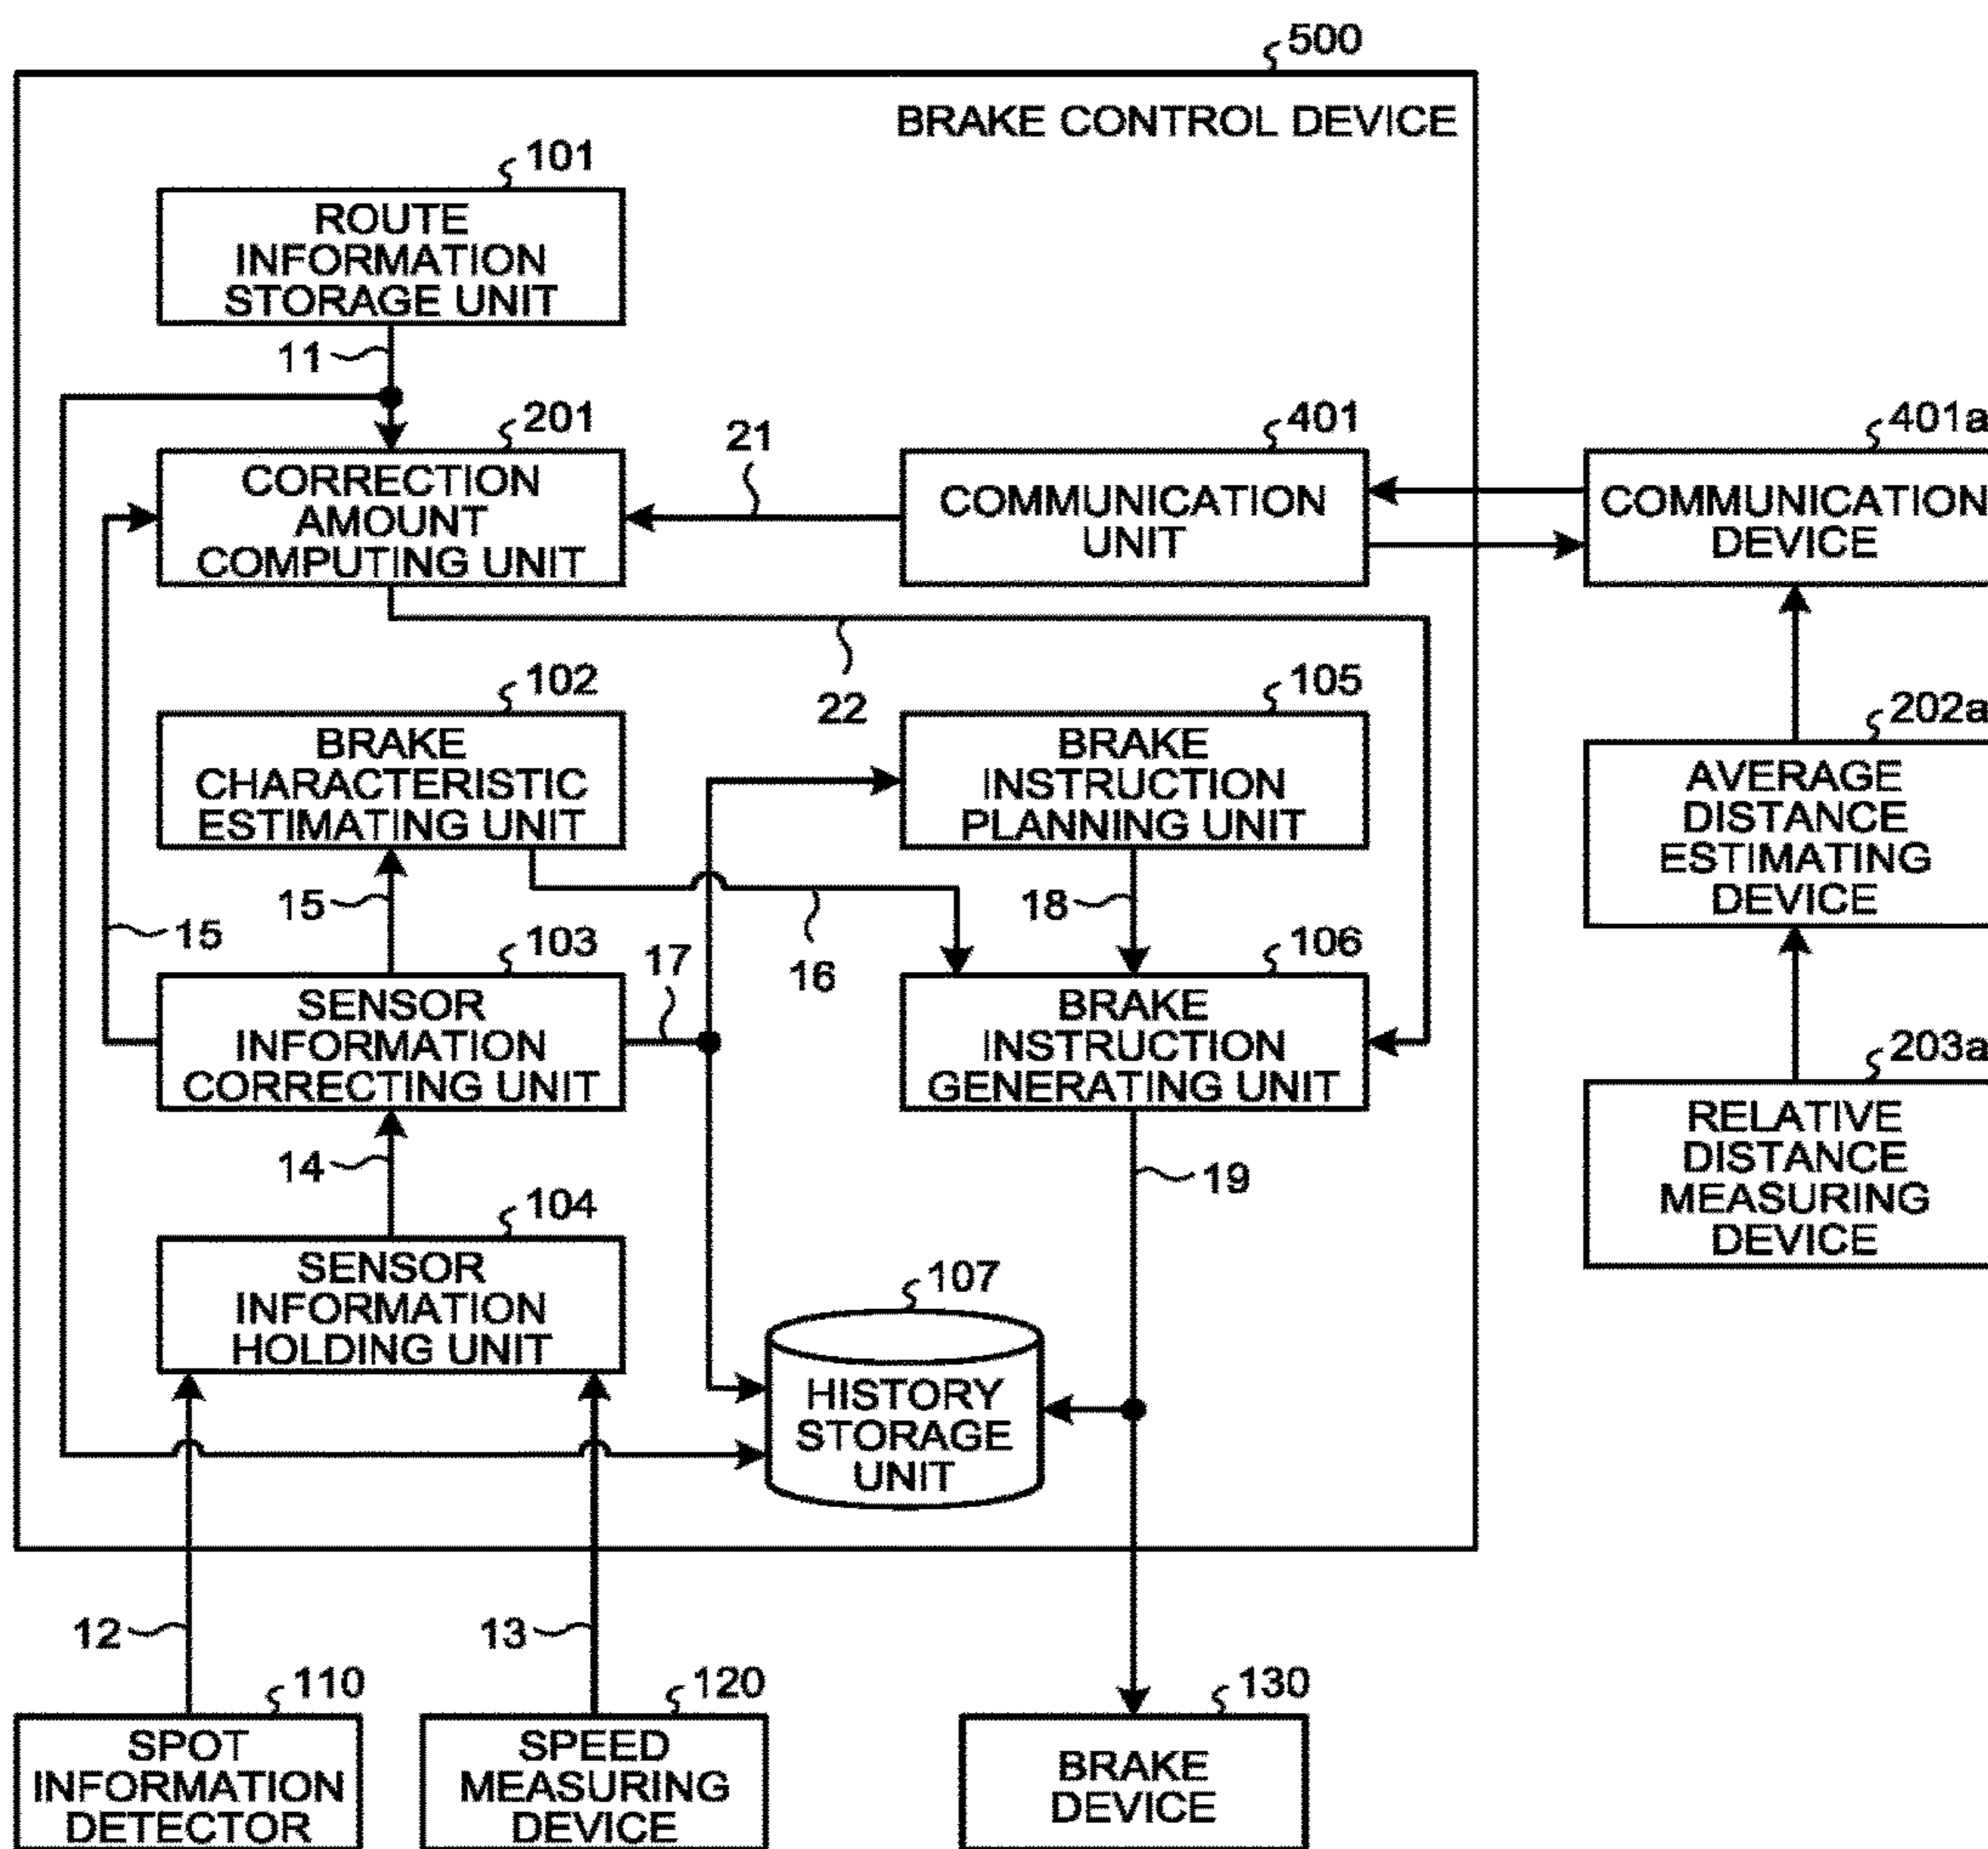 500
BRAKE CONTROL DEVICE
101
ROUTE
INFORMATION
STORAGE UNIT
11
201
CORRECTION
AMOUNT
COMPUTING UNIT
21
401
COMMUNICATION
UNIT
401a
COMMUNICATION
DEVICE
22
102
BRAKE
CHARACTERISTIC
ESTIMATING UNIT
105
BRAKE
INSTRUCTION
PLANNING UNIT
202a
AVERAGE
DISTANCE
ESTIMATING
DEVICE
15
15
16
18
103
SENSOR
INFORMATION
CORRECTING UNIT
17
106
BRAKE
INSTRUCTION
GENERATING UNIT
203a
RELATIVE
DISTANCE
MEASURING
DEVICE
14
19
104
SENSOR
INFORMATION
HOLDING UNIT
107
HISTORY
STORAGE
UNIT
12
13
110
SPOT
INFORMATION
DETECTOR
120
SPEED
MEASURING
DEVICE
130
BRAKE
DEVICE